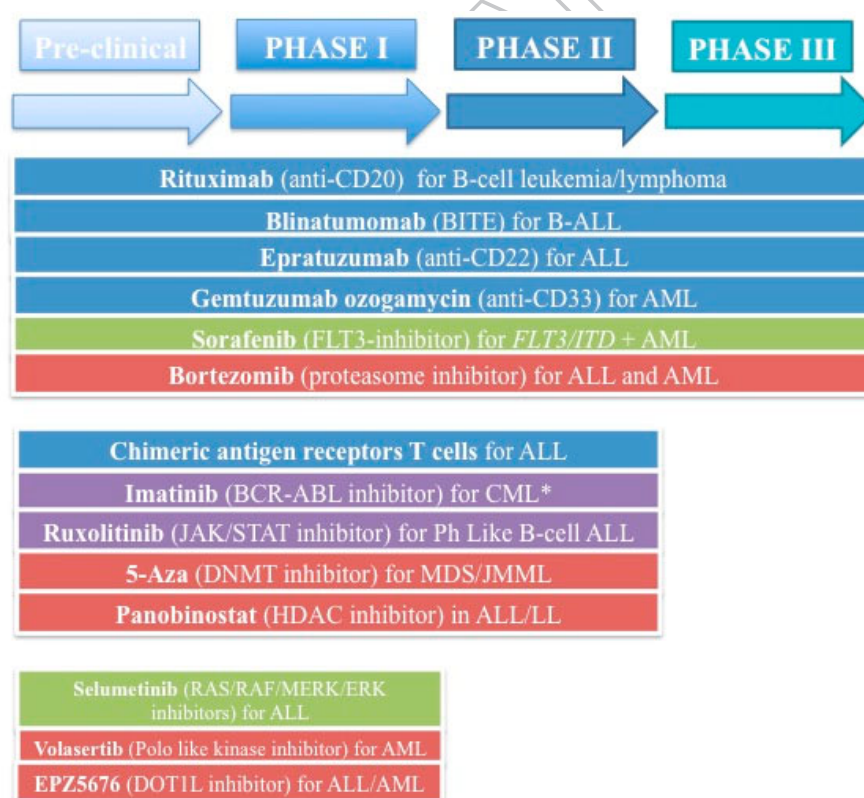 Pre-clinical
PHASE I
PHASE II
PHASE III
Rituximab (anti-CD20) for B-cell leukemia/lymphoma
Blinatumomab (BITE) for B-ALL
Epratuzumab (anti-CD22) for ALL
Gemtuzumab ozogamycin (anti-CD33) for AML
Sorafenib (FLT3-inhibitor) for FLT3/ITD + AML
Bortezomib (proteasome inhibitor) for ALL and AML
Chimeric antigen receptors T cells for ALL
Imatinib (BCR-ABL inhibitor) for CML*
Ruxolitinib (JAK/STAT inhibitor) for Ph Like B-cell ALL
5-Aza (DNMT inhibitor) for MDS/JMML
Panobinostat (HDAC inhibitor) in ALL/LL
Selumetinib (RAS/RAF/MERK/ERK
inhibitors) for ALL
Volasertib (Polo like kinase inhibitor) for AML
EPZ5676 (DOT1L inhibitor) for ALL/AML